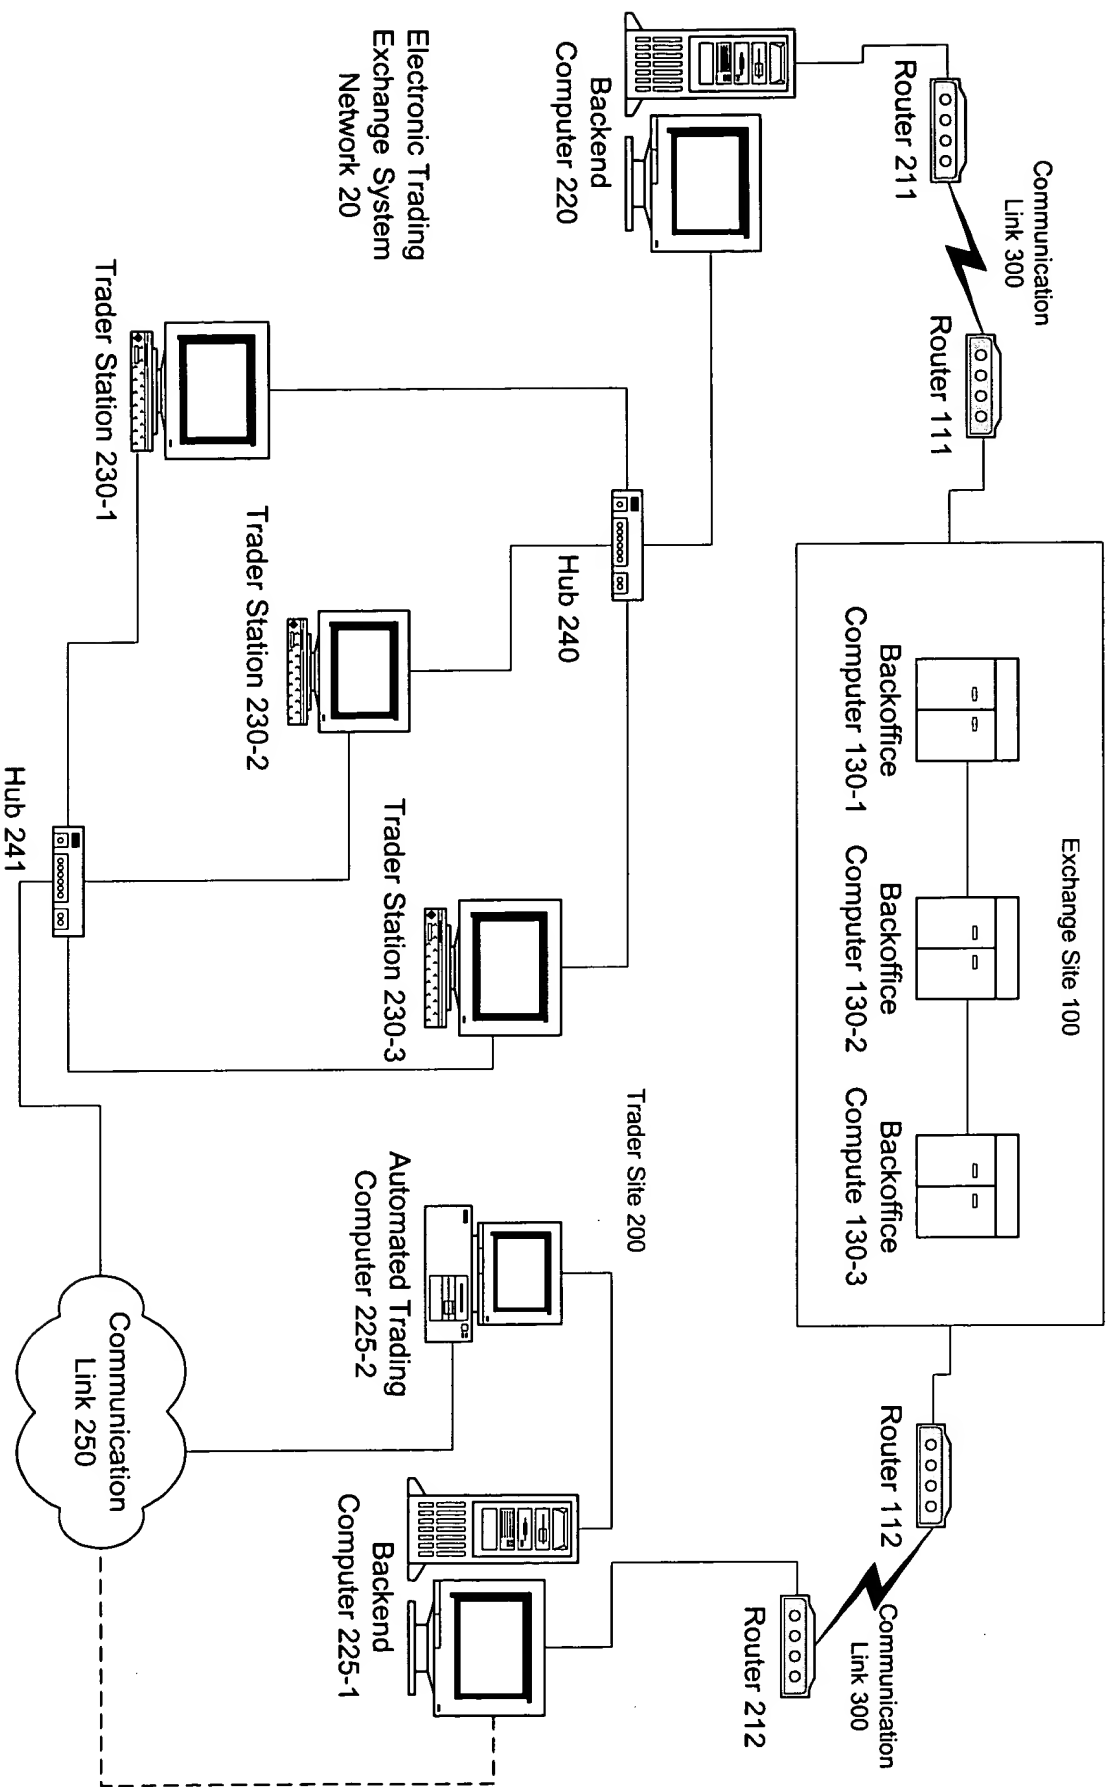 Exchange Site 100
Communication
Link 300
Router 211
Router 111
Backoffice
Computer 130-1
Backoffice
Computer 130-2
Backoffice
Compute 130-3
Router 112
Communication
Link 300
Router 212
Backend
Computer 220
Hub 240
Trader Site 200
Electronic Trading
Exchange System
Network 20
Trader Station 230-1
Trader Station 230-2
Trader Station 230-3
Automated Trading
Computer 225-2
Backend
Computer 225-1
Hub 241
Communication
Link 250